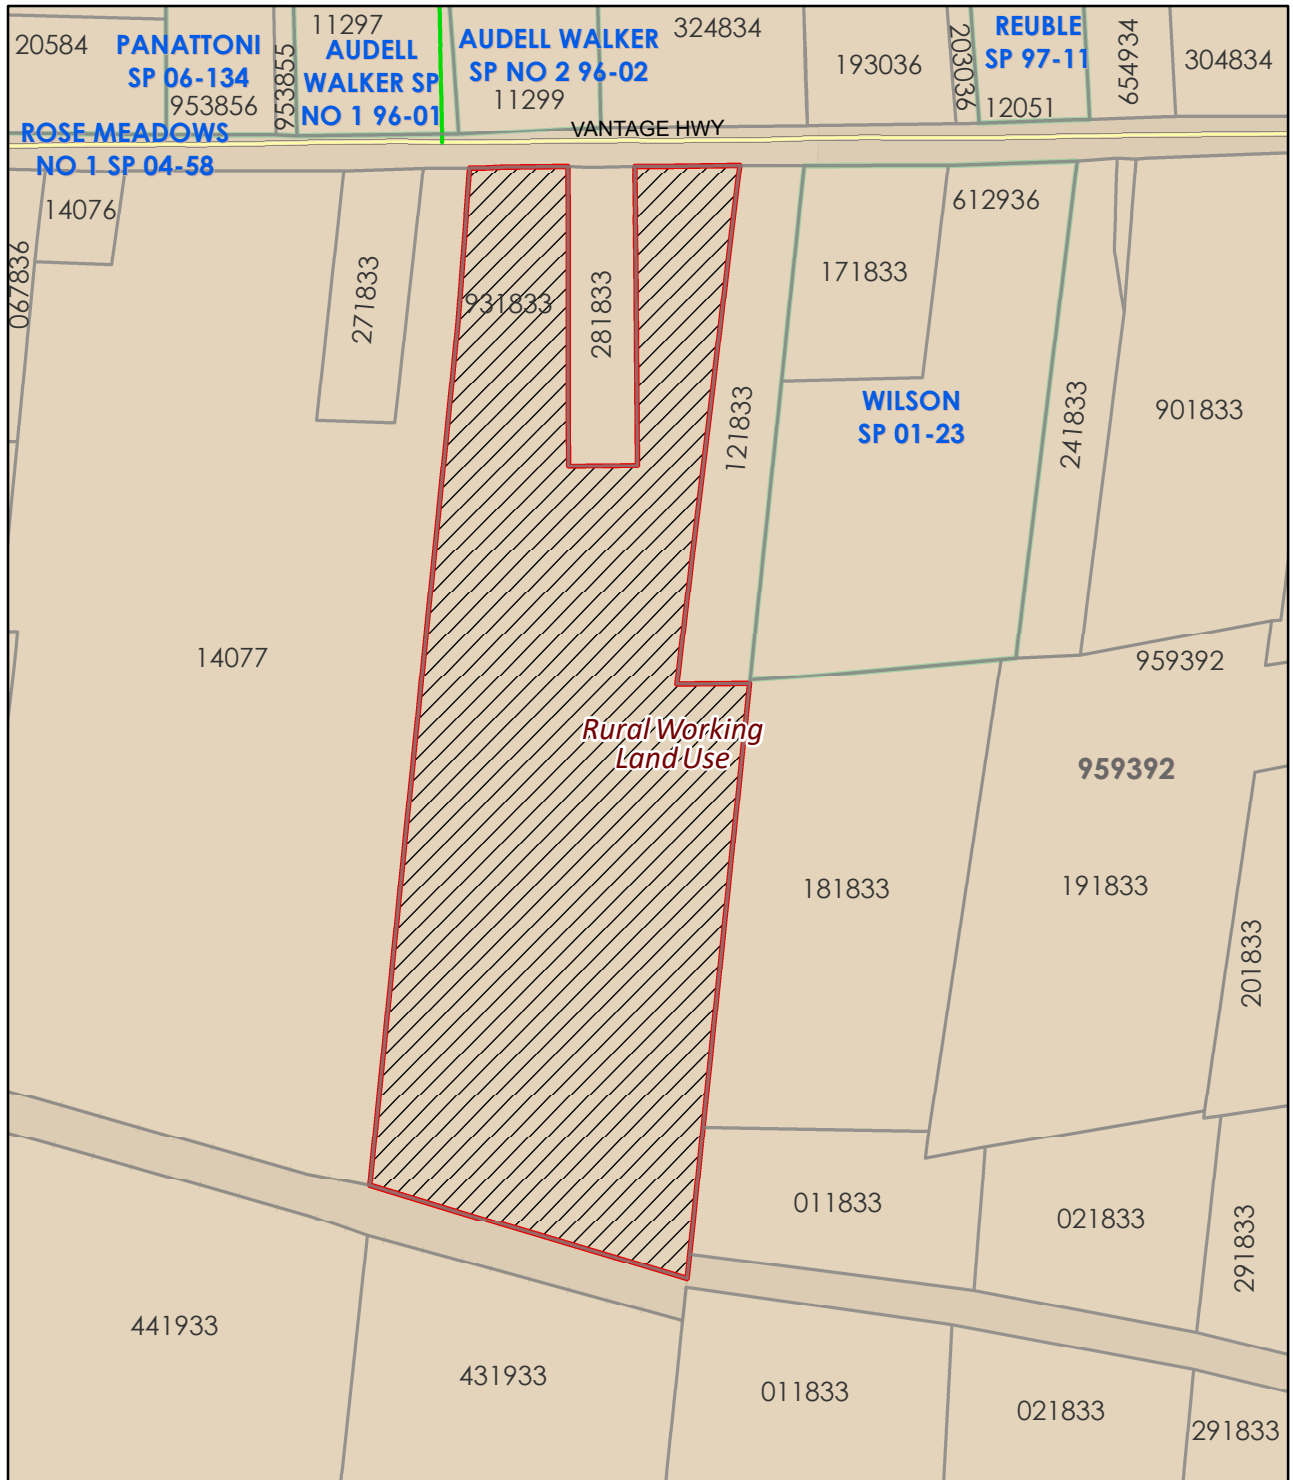 20584
PANATTONI
SP 06-134
953856
953855
11297
AUDELL
WALKER SP
NO 1 96-01
AUDELL WALKER
SP NO 2 96-02
11299
324834
193036
203036
REUBLE
SP 97-11
12051
654934
304834
VANTAGE HWY
ROSE MEADOWS
NO 1 SP 04-58
14076
067836
271833
931833
281833
121833
171833
612936
WILSON
SP 01-23
241833
901833
14077
959392
Rural Working
Land Use
959392
181833
191833
201833
011833
021833
291833
441933
431933
011833
021833
291833